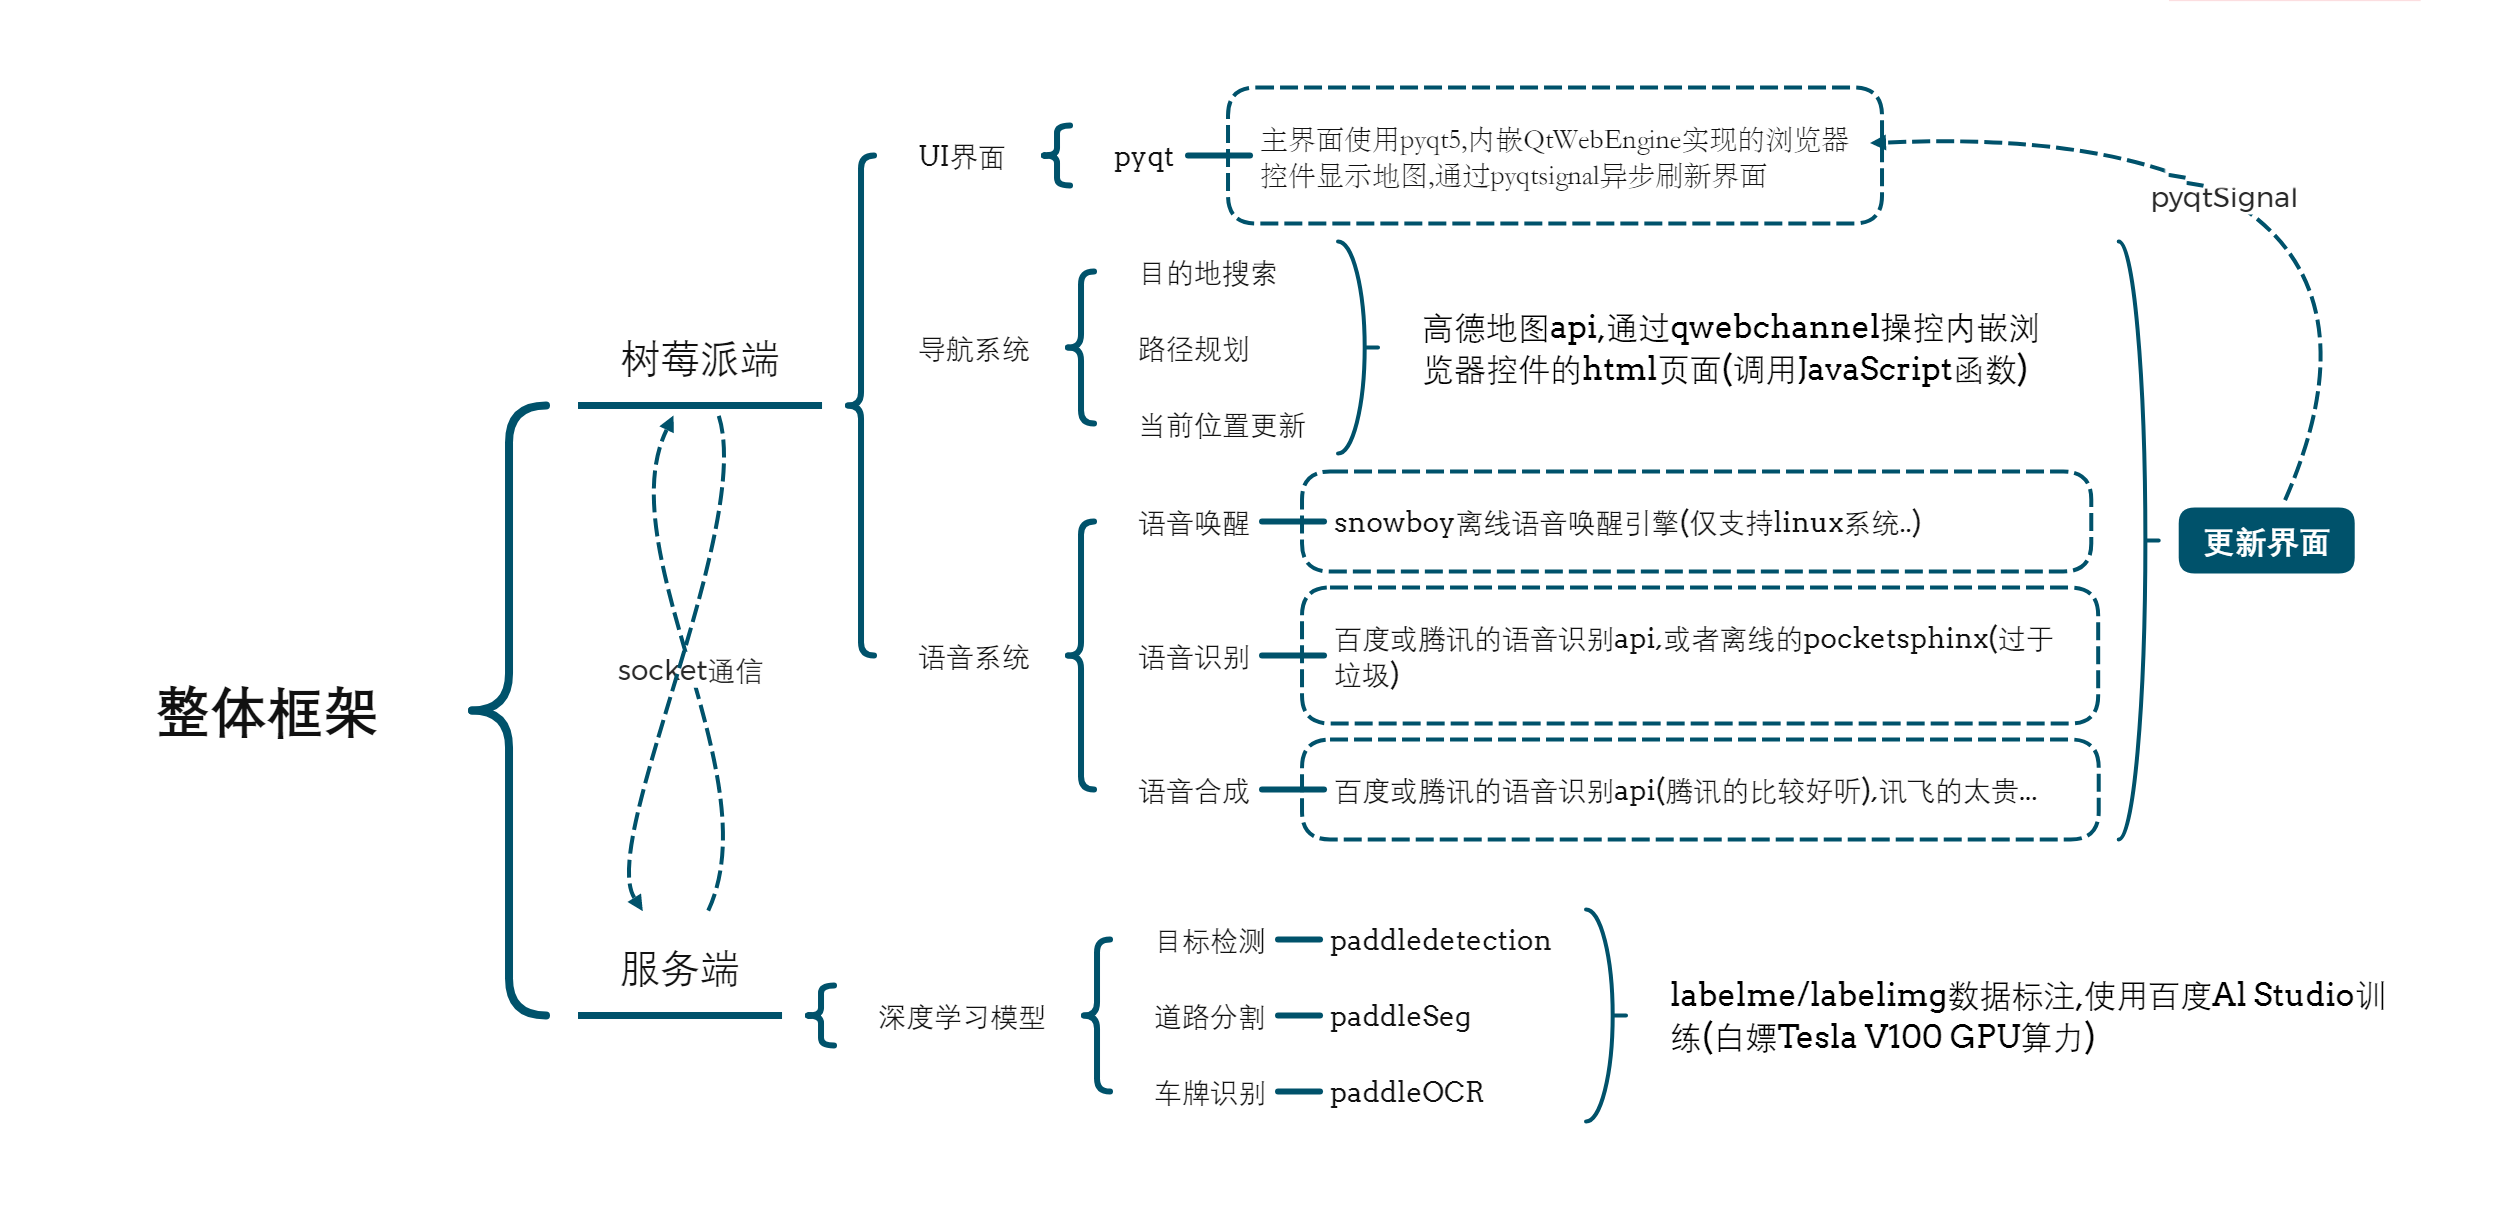 整体框架
树莓派端
socket通信
服务端
UI界面
pyqt
主界面使用pyqt5,内嵌QtWebEngine实现的浏览器
控件显示地图,通过pyqtsignal异步刷新界面
pyqtSignal
导航系统
目的地搜索
路径规划
当前位置更新
高德地图api,通过qwebchannel操控内嵌浏
览器控件的html页面(调用JavaScript函数)
语音系统
语音唤醒
snowboy离线语音唤醒引擎(仅支持linux系统..)
语音识别
百度或腾讯的语音识别api,或者离线的pocketsphinx(过于
垃圾)
语音合成
百度或腾讯的语音识别api(腾讯的比较好听),讯飞的太贵...
更新界面
深度学习模型
目标检测
paddledetection
道路分割
paddleSeg
车牌识别
paddleOCR
labelme/labelimg数据标注,使用百度Al Studio训
练(白嫖Tesla V100 GPU算力)